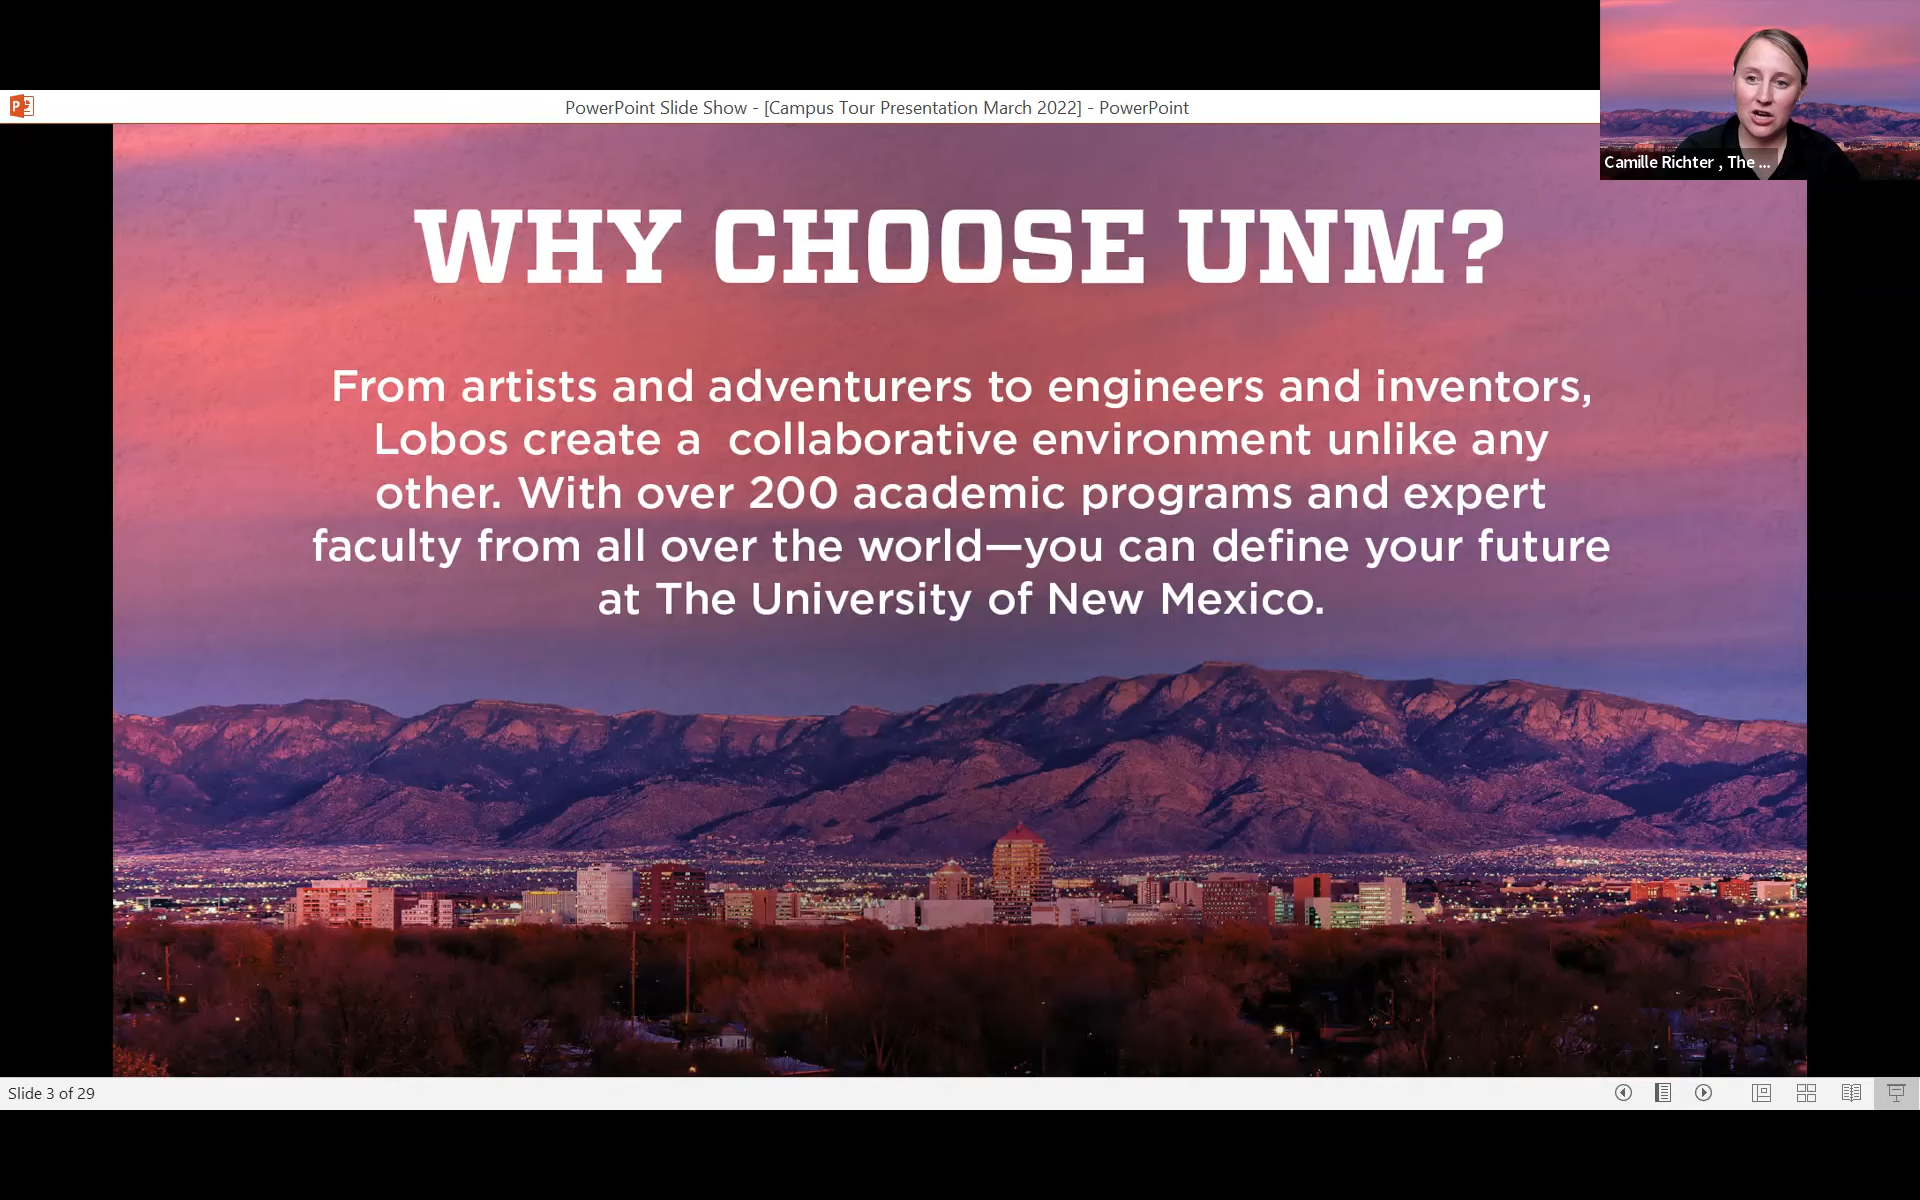 PowerPoint Slide Show - [Campus Tour Presentation March 2022] - PowerPoint
Camille Richter , The ...
WHY CHOOSE UNM?
From artists and adventurers to engineers and inventors,
Lobos create a  collaborative environment unlike any
other. With over 200 academic programs and expert
faculty from all over the world—you can define your future
at The University of New Mexico.
Slide 3 of 29